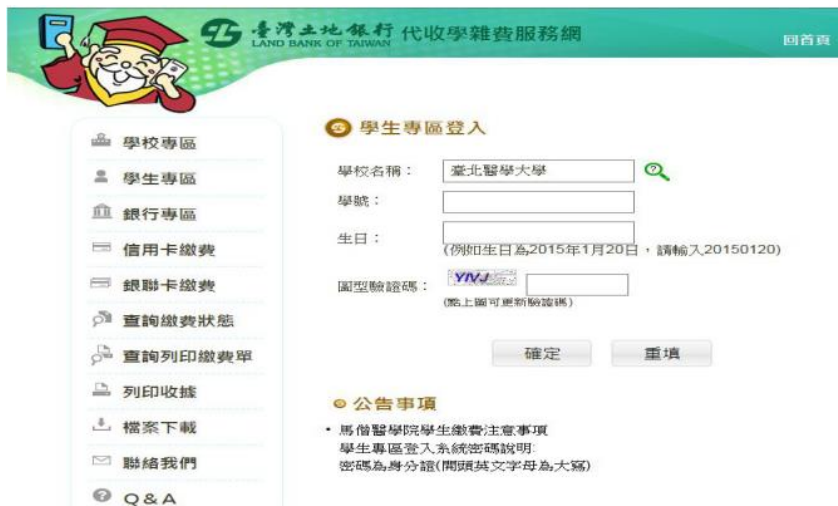 臺灣土地銀行 代收學雜費服務網
LAND BANK OF TAIWAN
回首頁
學校專區
學生專區
銀行專區
信用卡繳費
銀聯卡繳費
查詢繳費狀態
查詢列印繳費單
列印收據
檔案下載
聯絡我們
Q & A
學生專區登入
學校名稱： 臺北醫學大學
學號：
生日：
(例如生日為2015年1月20日，請輸入20150120)
圖型驗證碼： YIVJ
(點上圖可更新驗證碼)
確定 重填
公告事項
• 馬偕醫學院學生繳費注意事項
學生專區登入系統密碼說明:
密碼為身分證(開頭英文字母為大寫)